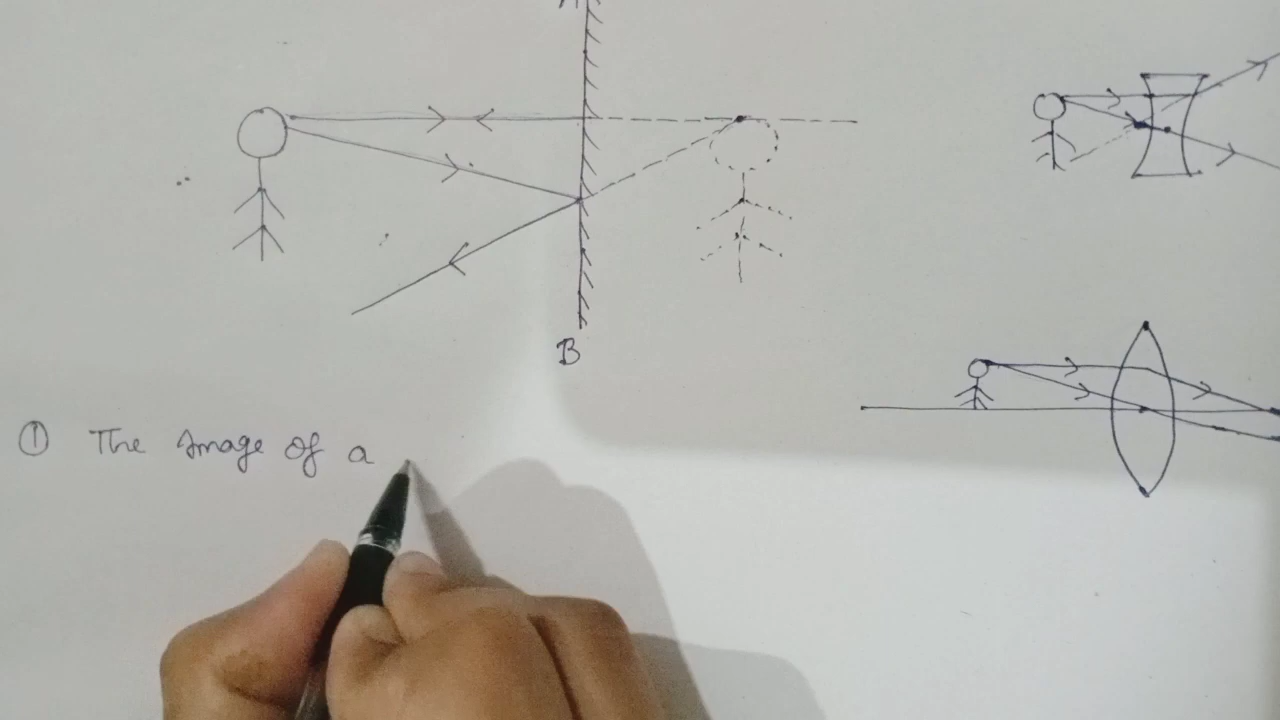 B
① The Image of a